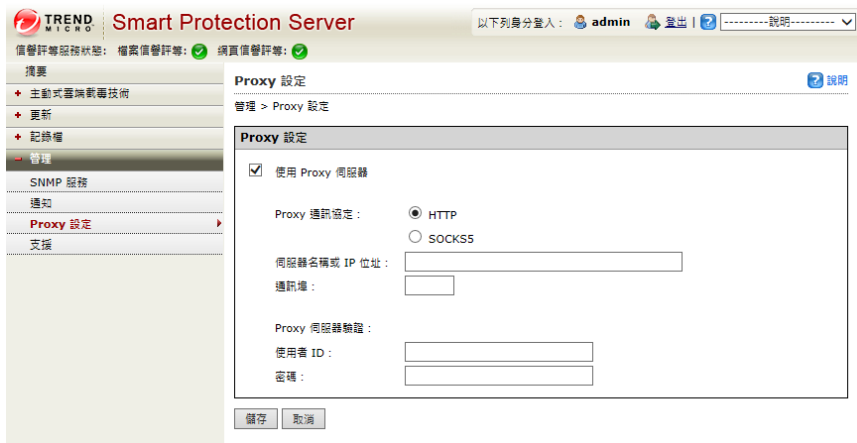 TREND MICRO Smart Protection Server 以下列身分登入： admin 登出 | ---------說明---------
信譽評等服務狀態： 檔案信譽評等： 網頁信譽評等：
摘要
主動式雲端截毒技術
更新
記錄檔
管理
SNMP 服務
通知
Proxy 設定
支援
Proxy 設定 說明
管理 > Proxy 設定
Proxy 設定
使用 Proxy 伺服器
Proxy 通訊協定： HTTP
SOCKS5
伺服器名稱或 IP 位址：
通訊埠：
Proxy 伺服器驗證：
使用者 ID：
密碼：
儲存 取消